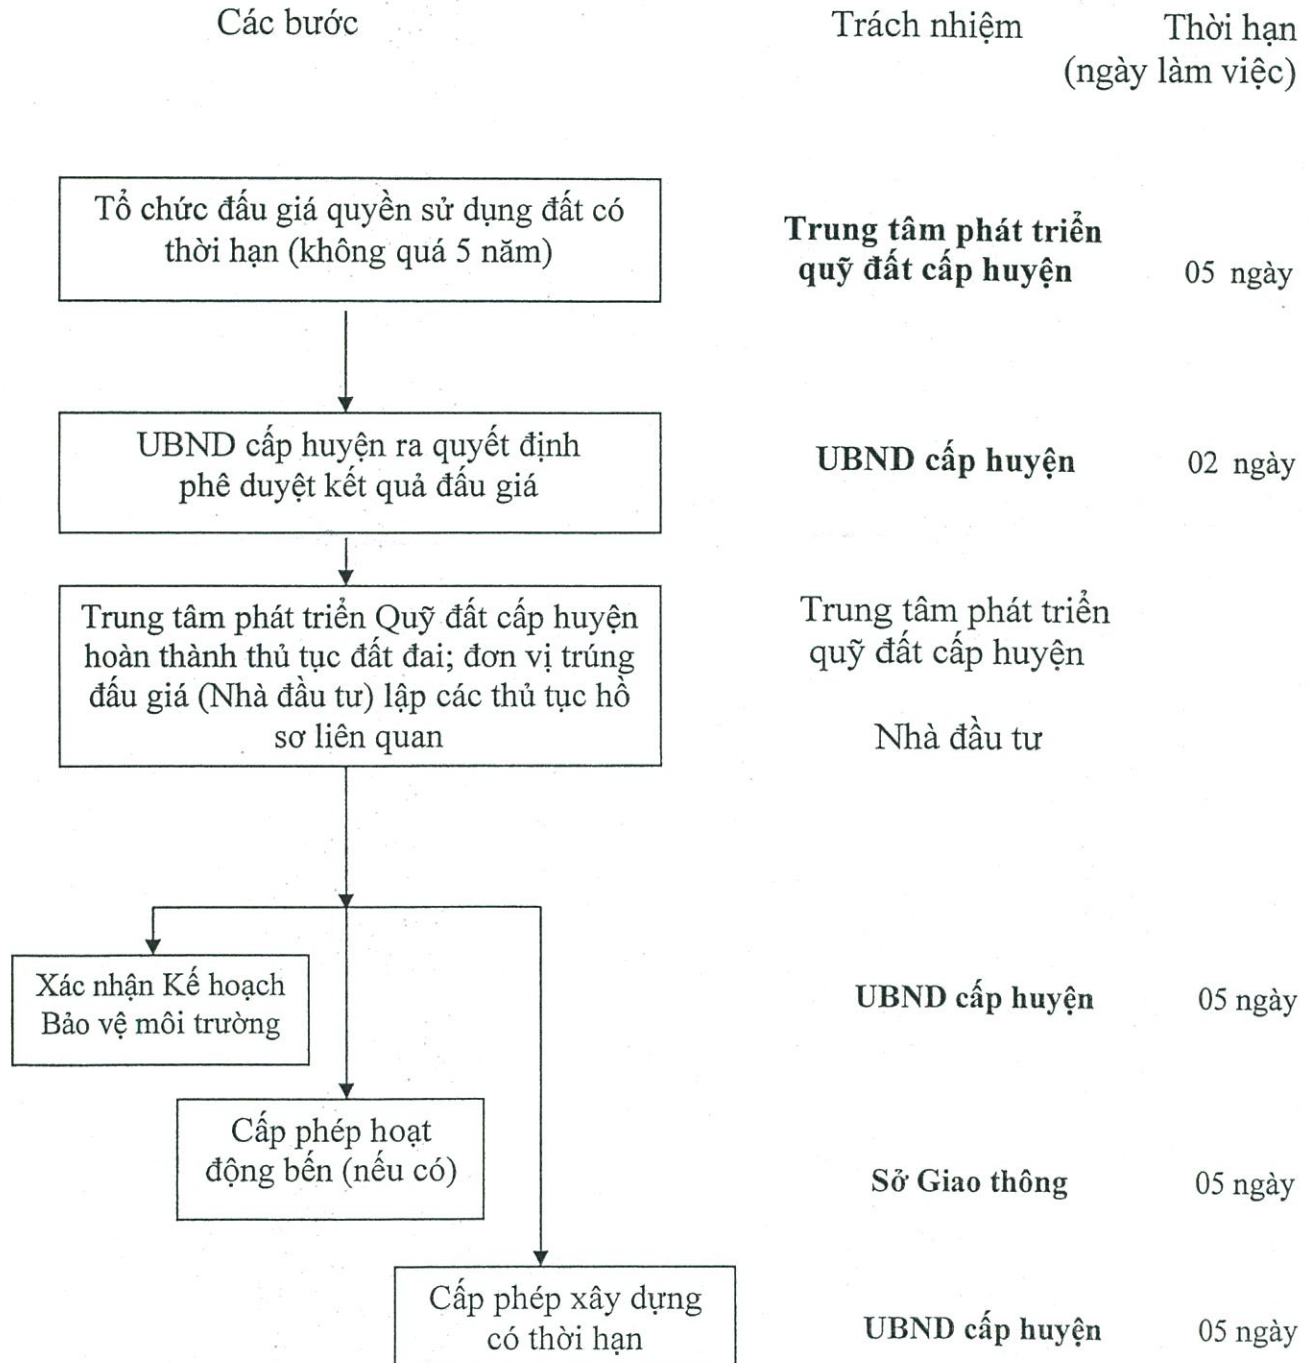 Các bước
Trách nhiệm
Thời hạn
(ngày làm việc)
Tổ chức đấu giá quyền sử dụng đất có
thời hạn (không quá 5 năm)
Trung tâm phát triển
quỹ đất cấp huyện
05 ngày
UBND cấp huyện ra quyết định
phê duyệt kết quả đấu giá
UBND cấp huyện
02 ngày
Trung tâm phát triển Quỹ đất cấp huyện
hoàn thành thủ tục đất đai; đơn vị trúng
đấu giá (Nhà đầu tư) lập các thủ tục hồ
sơ liên quan
Trung tâm phát triển
quỹ đất cấp huyện
Nhà đầu tư
Xác nhận Kế hoạch
Bảo vệ môi trường
UBND cấp huyện
05 ngày
Cấp phép hoạt
động bến (nếu có)
Sở Giao thông
05 ngày
Cấp phép xây dựng
có thời hạn
UBND cấp huyện
05 ngày